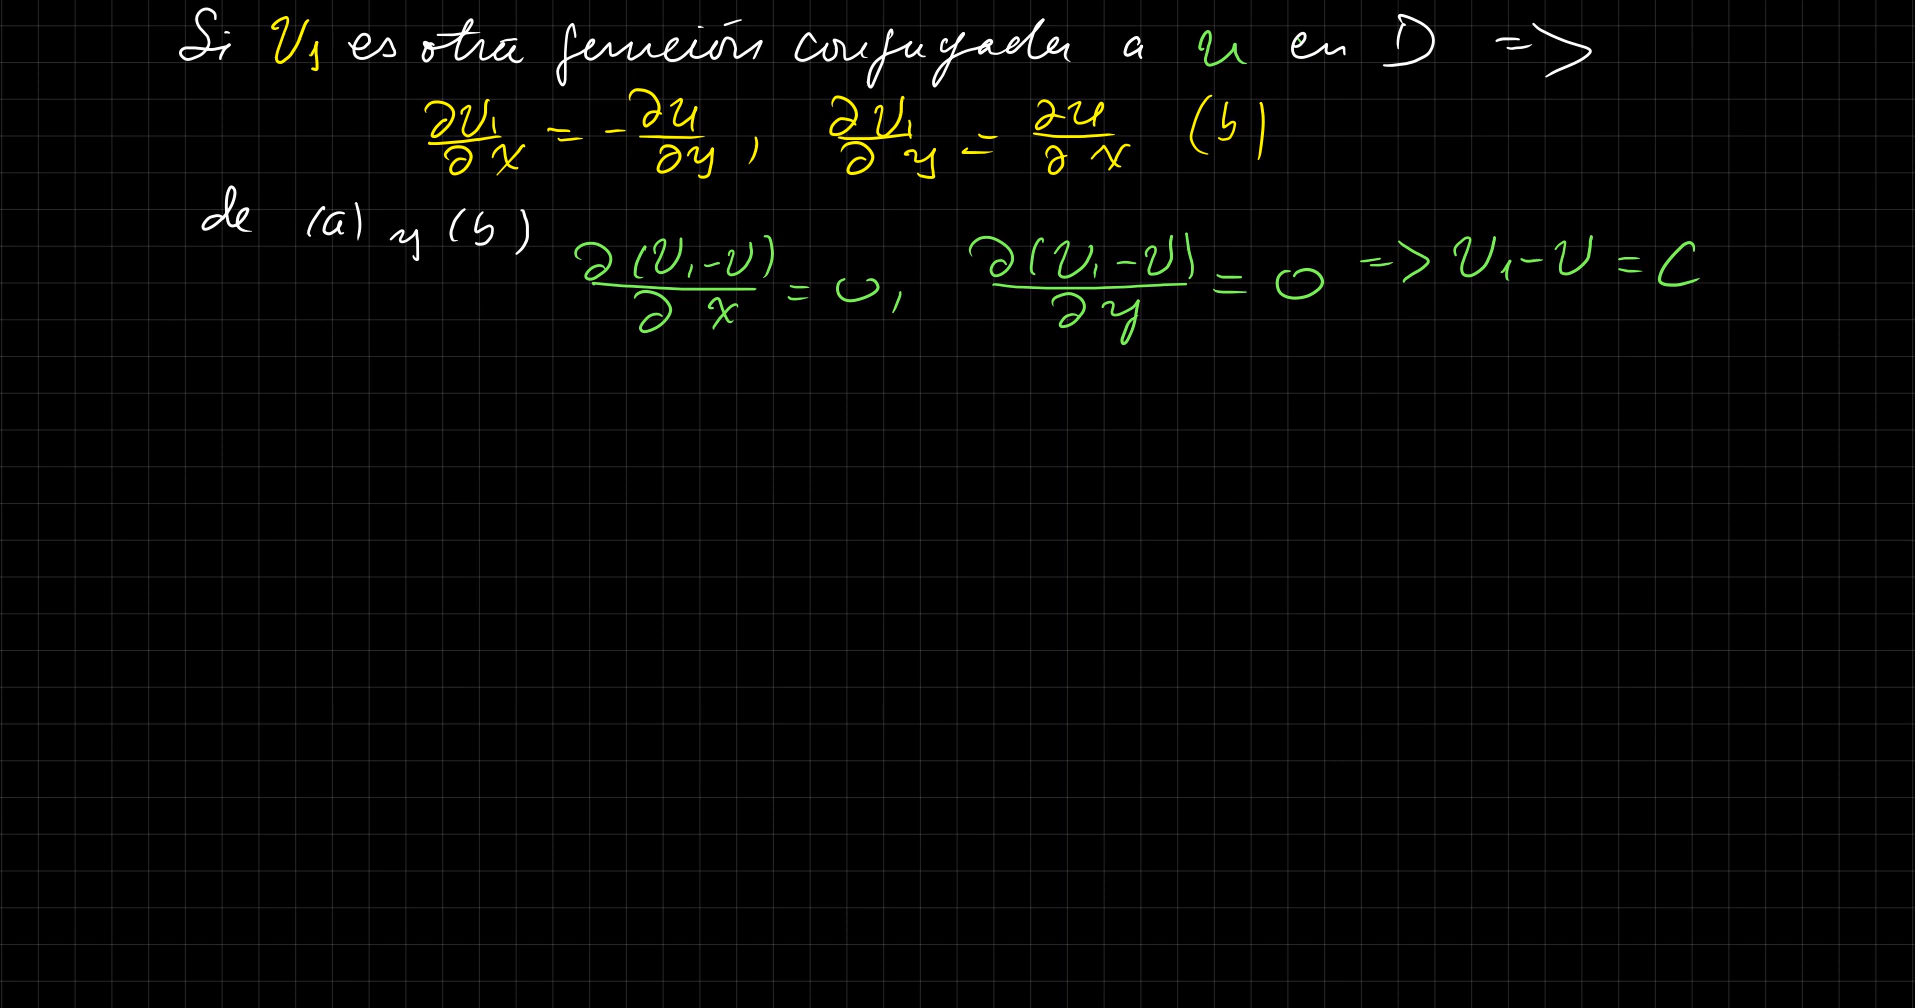 Si v₁ es otra función conjugada a u en D =>
∂v₁/∂x = -∂u/∂y, ∂v₁/∂y = ∂u/∂x (b)
de (a) y (b) ∂(v₁-v)/∂x = 0, ∂(v₁-v)/∂y = 0 => v₁-v = C